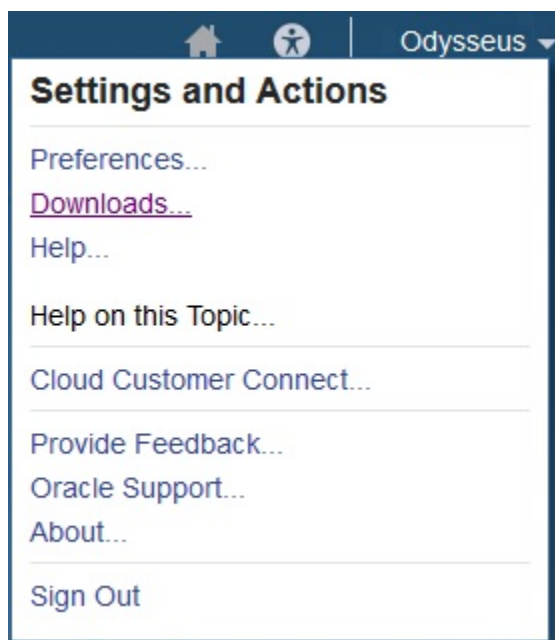 Odysseus
Settings and Actions
Preferences...
Downloads...
Help...
Help on this Topic...
Cloud Customer Connect...
Provide Feedback...
Oracle Support...
About...
Sign Out